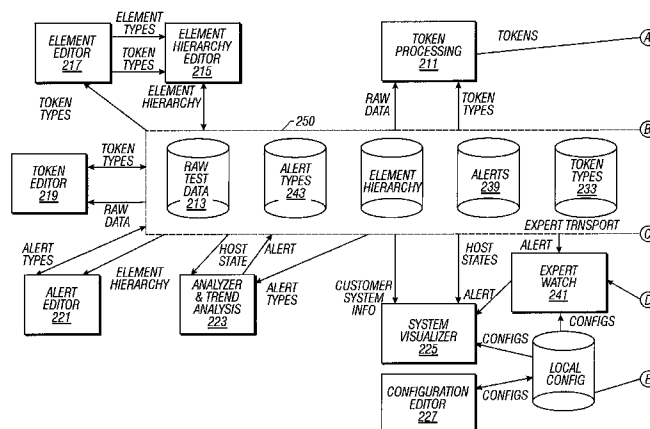 ELEMENT
TYPES
ELEMENT
EDITOR
217
TOKEN
TYPES
ELEMENT
HIERARCHY
EDITOR
215
TOKEN
PROCESSING
211
TOKENS
A
TOKEN
TYPES
ELEMENT
HIERARCHY
RAW
DATA
TOKEN
TYPES
250
B
TOKEN
TYPES
TOKEN
EDITOR
219
RAW
DATA
RAW
TEST
DATA
213
ALERT
TYPES
243
ELEMENT
HIERARCHY
ALERTS
239
TOKEN
TYPES
233
EXPERT TRNSPORT
C
ALERT
TYPES
ELEMENT
HIERARCHY
ALERT
EDITOR
221
HOST
STATE
ALERT
ANALYZER
& TREND
ANALYSIS
223
ALERT
TYPES
CUSTOMER
SYSTEM
INFO
HOST
STATES
ALERT
EXPERT
WATCH
241
D
ALERT
SYSTEM
VISUALIZER
225
CONFIGS
CONFIGS
LOCAL
CONFIG
CONFIGURATION
EDITOR
227
CONFIGS
E